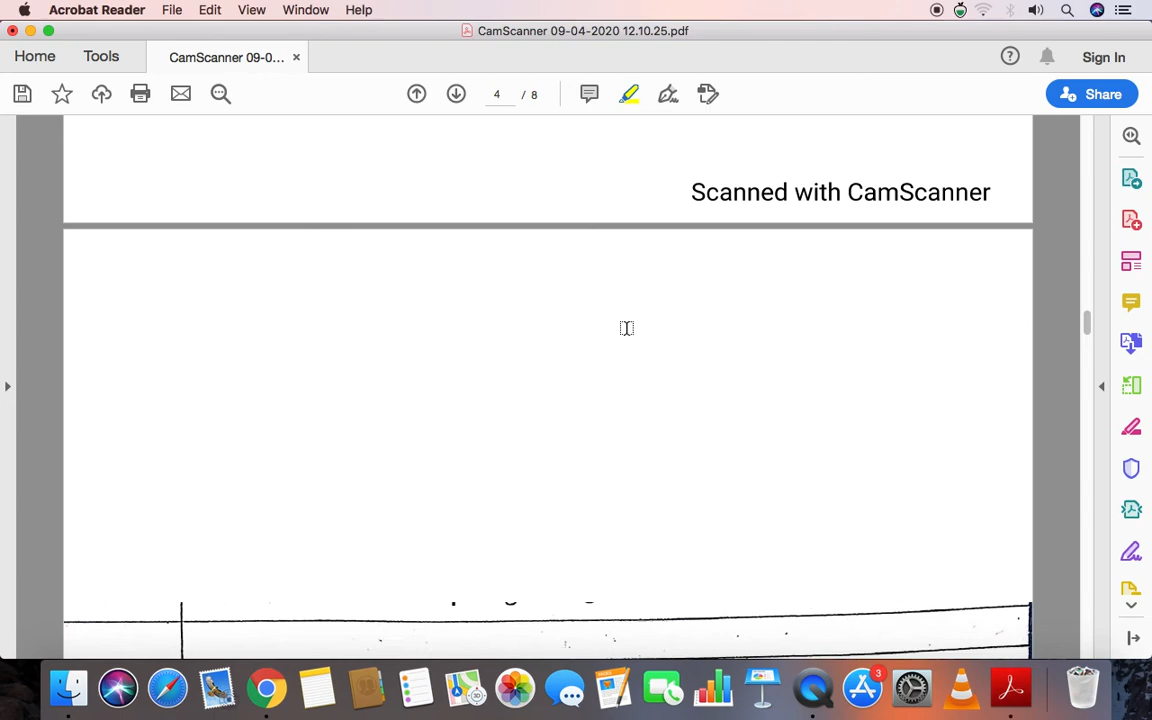 Acrobat Reader File Edit View Window Help
CamScanner 09-04-2020 12.10.25.pdf
Home Tools CamScanner 09-0... × Sign In
4 / 8 Share
Scanned with CamScanner
3